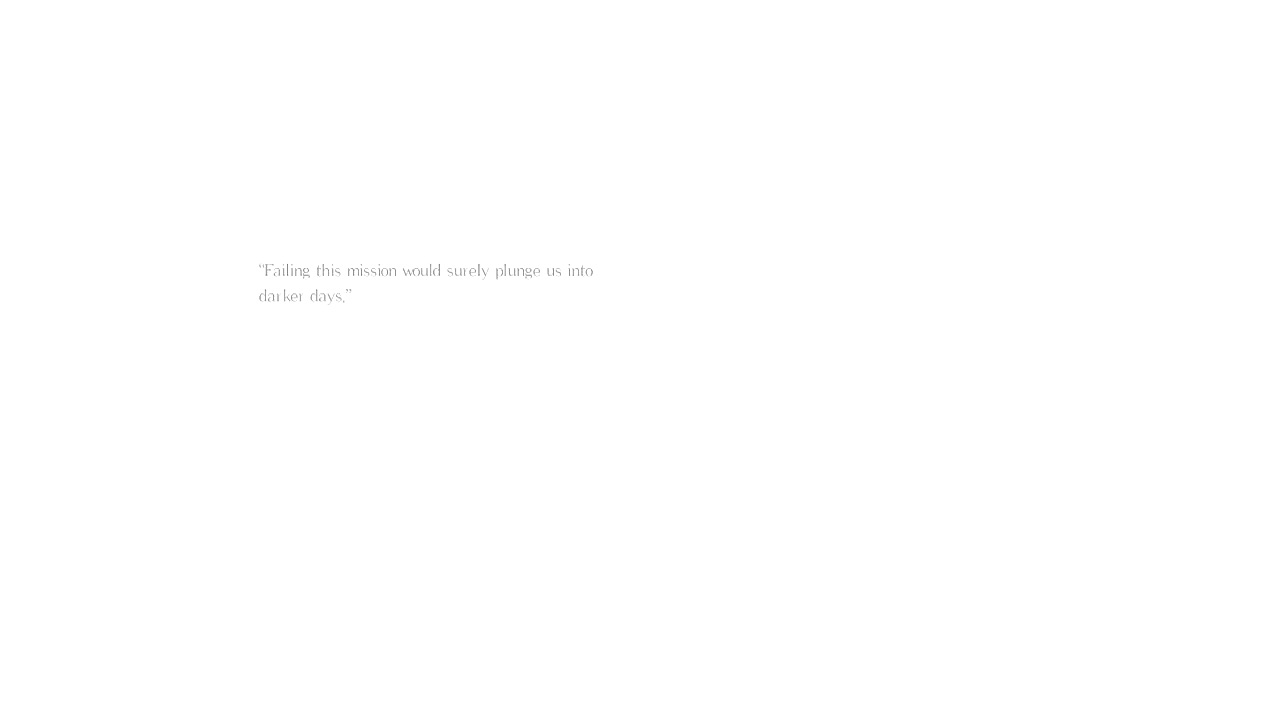 “Failing this mission would surely plunge us into
darker days,”